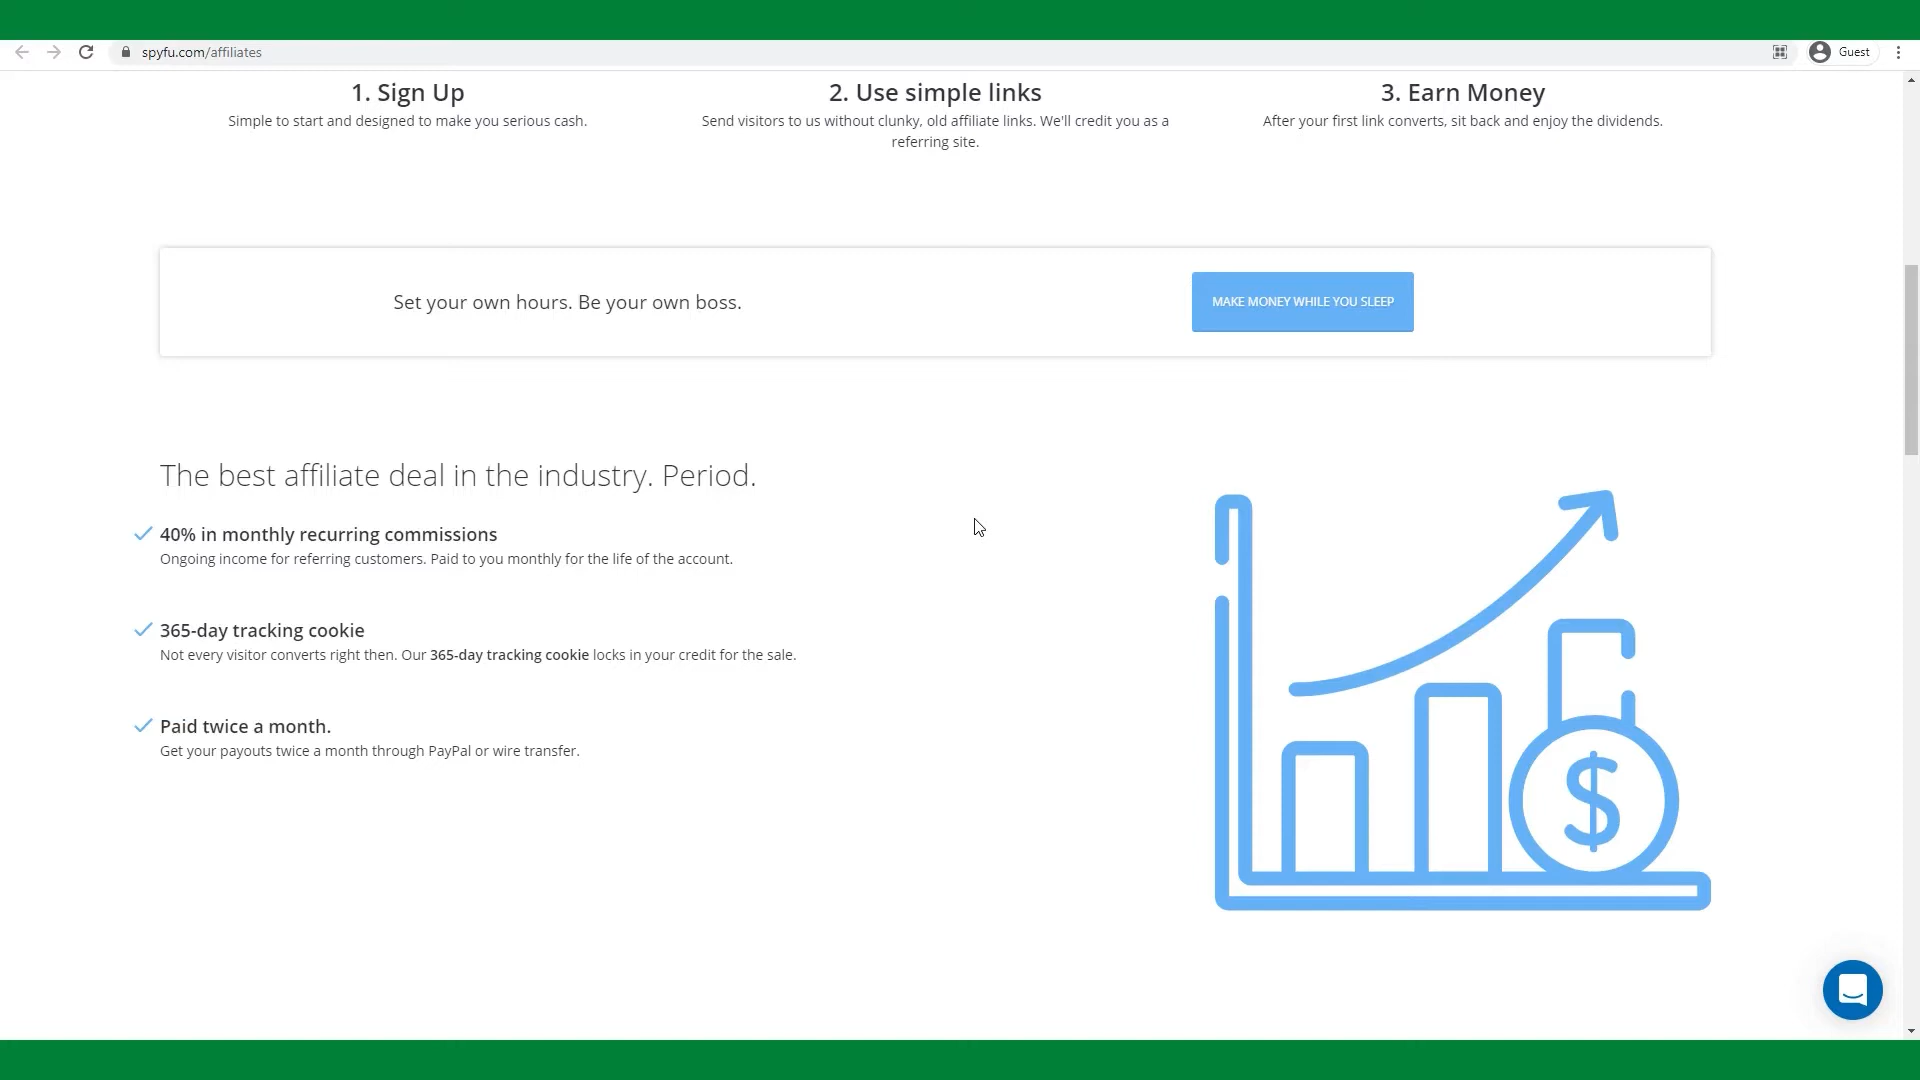 spyfu.com/affiliates
Guest
1. Sign Up
Simple to start and designed to make you serious cash.
2. Use simple links
Send visitors to us without clunky, old affiliate links. We'll credit you as a
referring site.
3. Earn Money
After your first link converts, sit back and enjoy the dividends.
Set your own hours. Be your own boss.
MAKE MONEY WHILE YOU SLEEP
The best affiliate deal in the industry. Period.
40% in monthly recurring commissions
Ongoing income for referring customers. Paid to you monthly for the life of the account.
365-day tracking cookie
Not every visitor converts right then. Our 365-day tracking cookie locks in your credit for the sale.
Paid twice a month.
Get your payouts twice a month through PayPal or wire transfer.
$